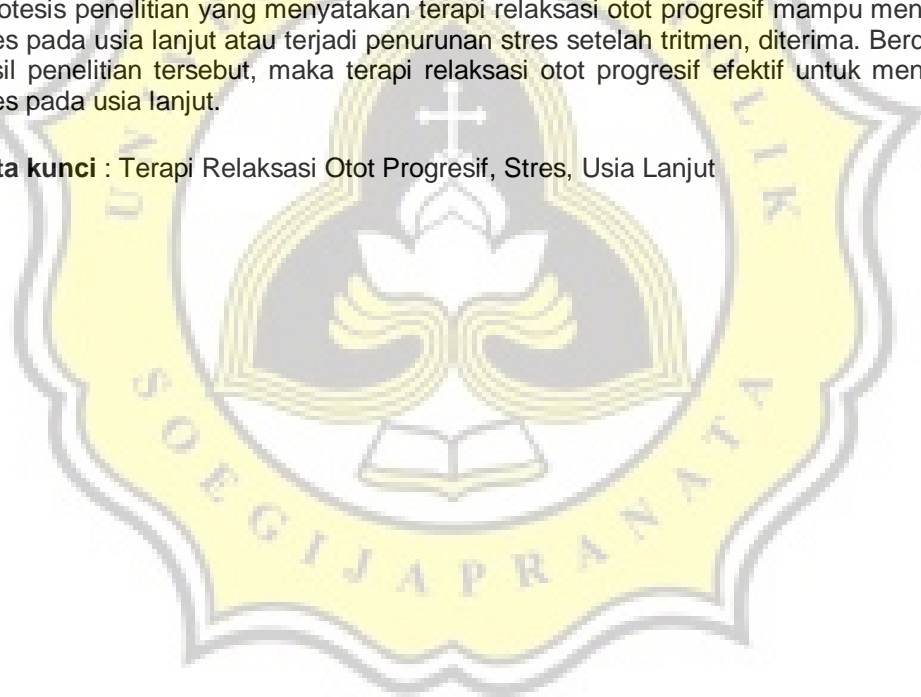 otesis penelitian yang menyatakan terapi relaksasi otot progresif mampu men
es pada usia lanjut atau terjadi penurunan stres setelah tritmen, diterima. Berd
sil penelitian tersebut, maka terapi relaksasi otot progresif efektif untuk men
es pada usia lanjut.
ta kunci : Terapi Relaksasi Otot Progresif, Stres, Usia Lanjut
SOEGIJAPRANATA